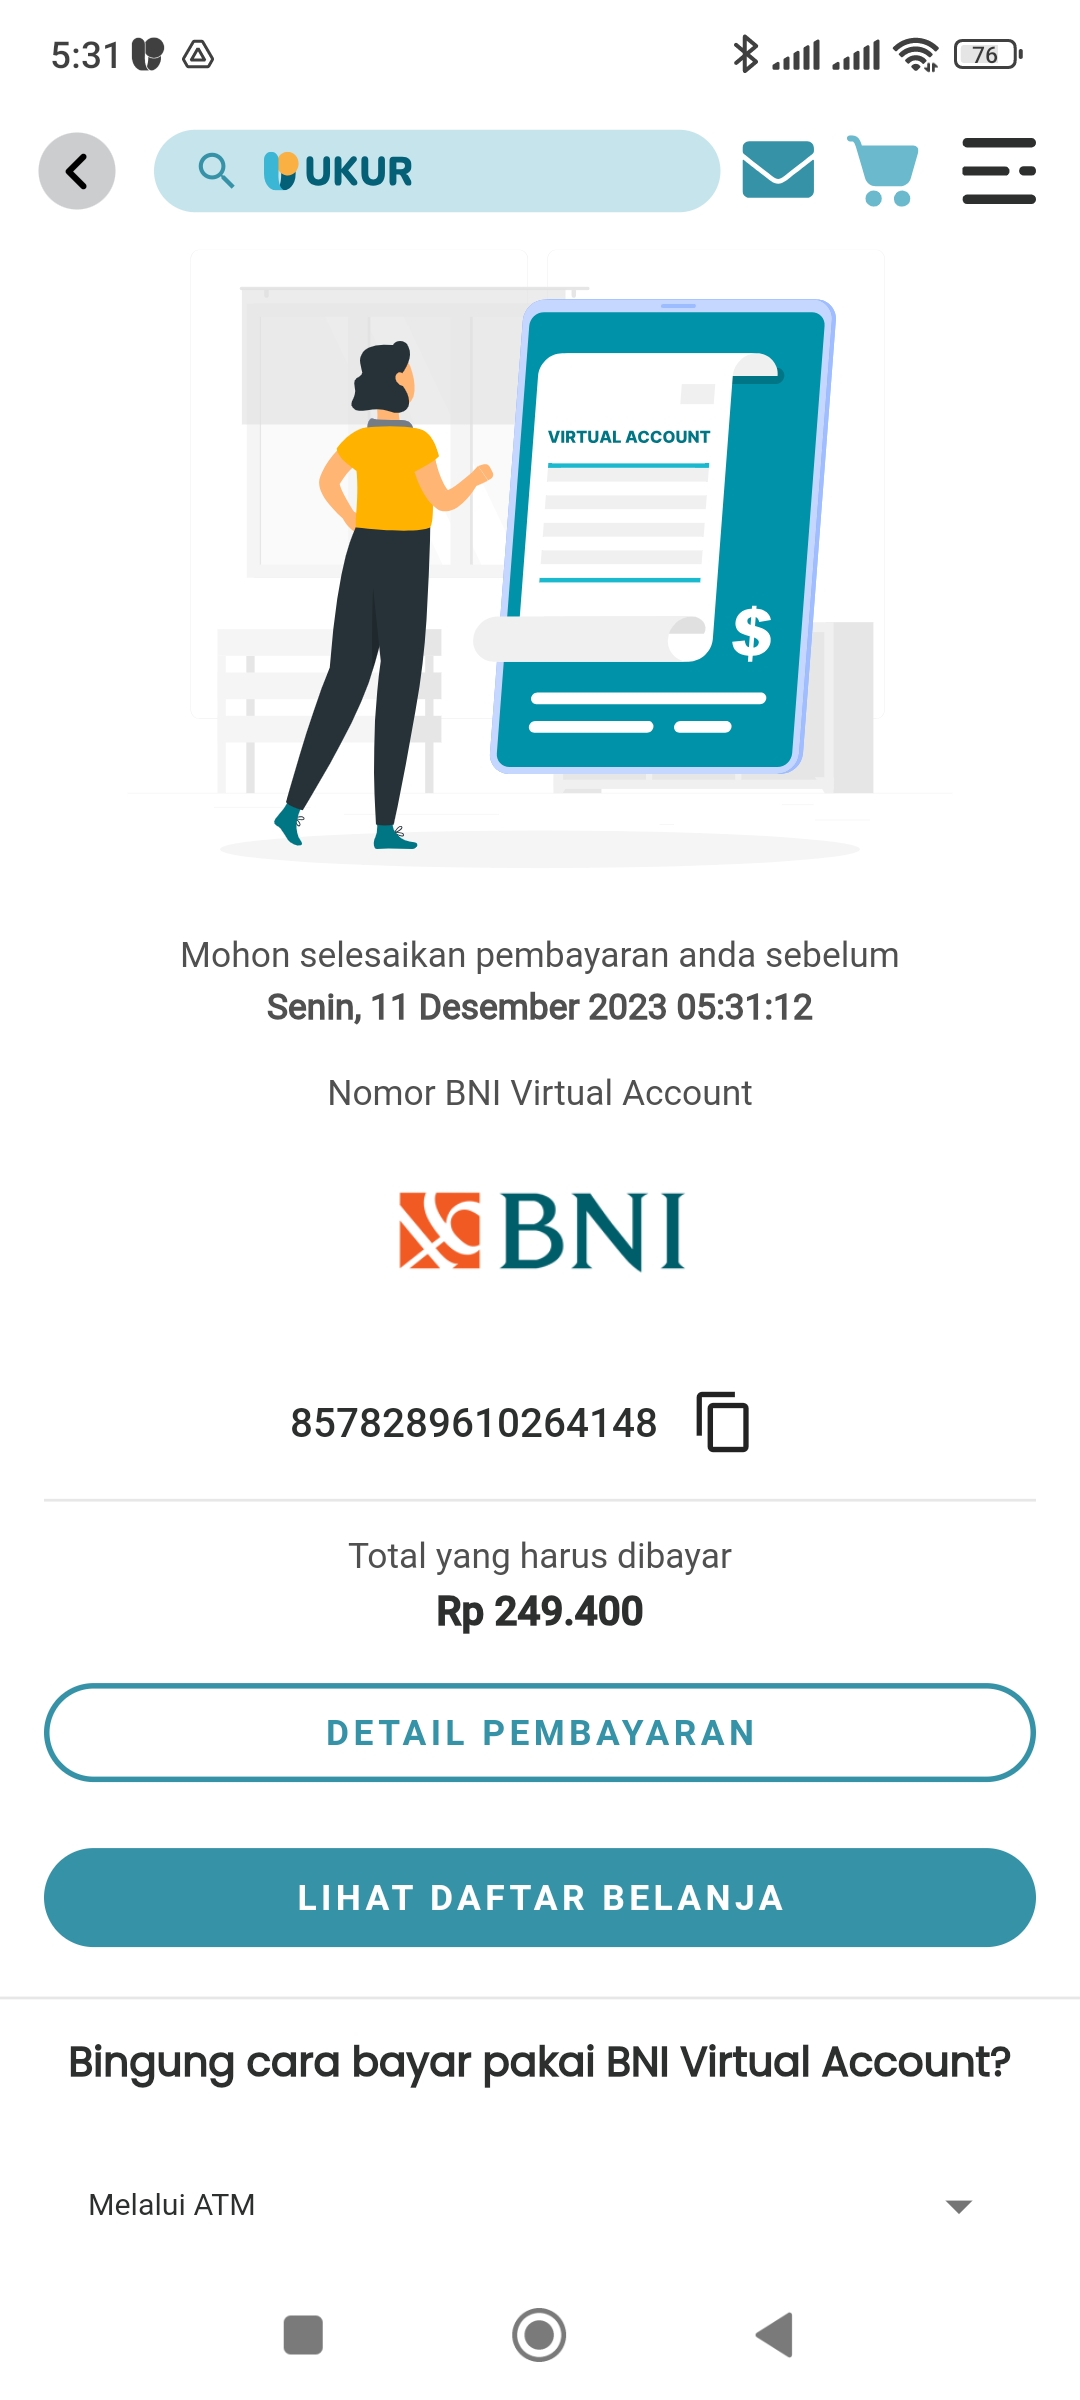 5:31
76
UKUR
VIRTUAL ACCOUNT
$
Mohon selesaikan pembayaran anda sebelum
Senin, 11 Desember 2023 05:31:12
Nomor BNI Virtual Account
BNI
8578289610264148
Total yang harus dibayar
Rp 249.400
DETAIL PEMBAYARAN
LIHAT DAFTAR BELANJA
Bingung cara bayar pakai BNI Virtual Account?
Melalui ATM